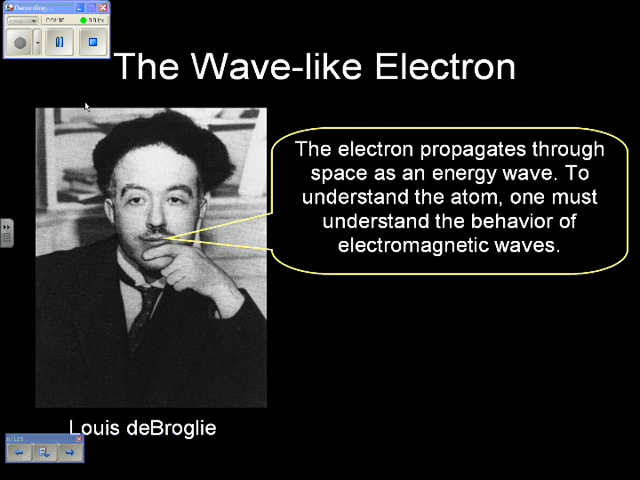 Recording...
The Wave-like Electron
The electron propagates through
space as an energy wave. To
understand the atom, one must
understand the behavior of
electromagnetic waves.
Louis deBroglie